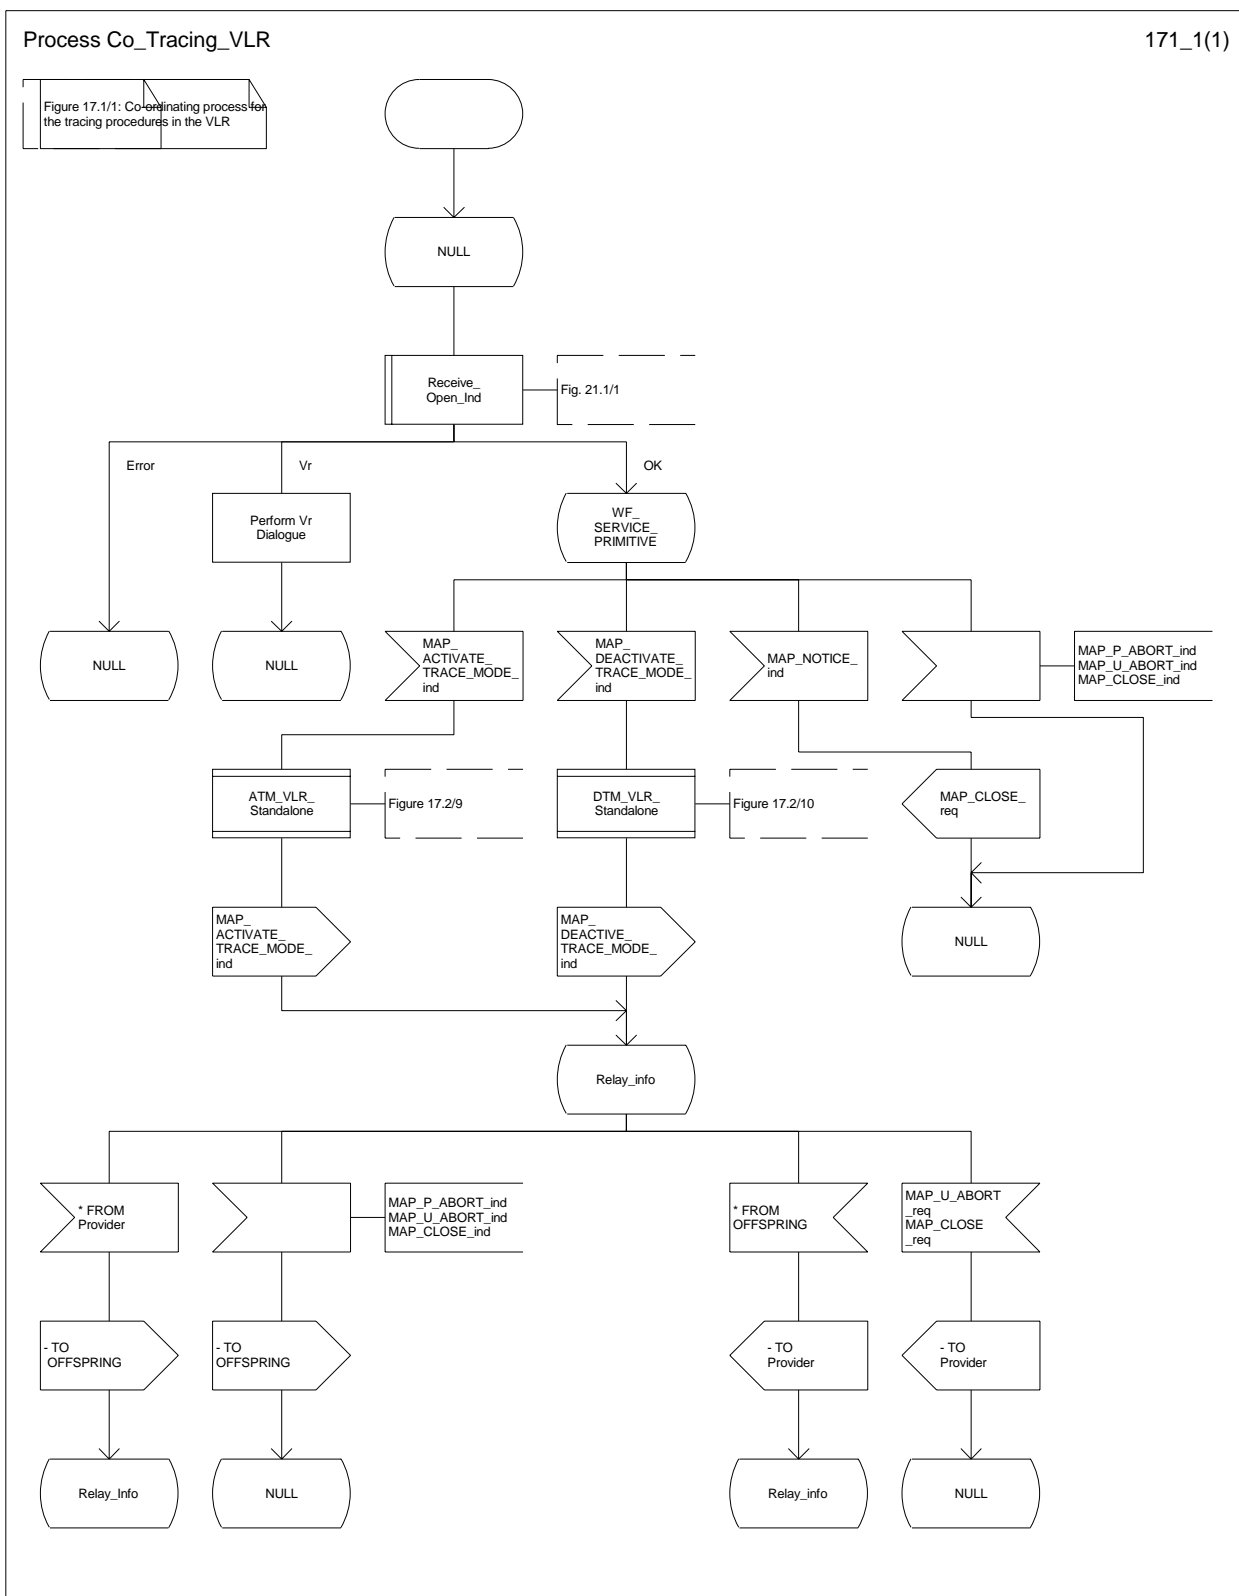 Process Co_Tracing_VLR
171_1(1)
Figure 17.1/1: Co-ordinating process for
the tracing procedures in the VLR
NULL
Receive_
Open_Ind
Fig. 21.1/1
Error
Vr
OK
Perform Vr
Dialogue
WF_
SERVICE_
PRIMITIVE
NULL
NULL
MAP_
ACTIVATE_
TRACE_MODE_
ind
MAP_
DEACTIVATE_
TRACE_MODE_
ind
MAP_NOTICE_
ind
MAP_P_ABORT_ind
MAP_U_ABORT_ind
MAP_CLOSE_ind
ATM_VLR_
Standalone
Figure 17.2/9
DTM_VLR_
Standalone
Figure 17.2/10
MAP_CLOSE_
req
MAP_
ACTIVATE_
TRACE_MODE_
ind
MAP_
DEACTIVE_
TRACE_MODE_
ind
NULL
Relay_info
* FROM
Provider
MAP_P_ABORT_ind
MAP_U_ABORT_ind
MAP_CLOSE_ind
* FROM
OFFSPRING
MAP_U_ABORT
_req
MAP_CLOSE
_req
- TO
OFFSPRING
- TO
OFFSPRING
- TO
Provider
- TO
Provider
Relay_Info
NULL
Relay_info
NULL